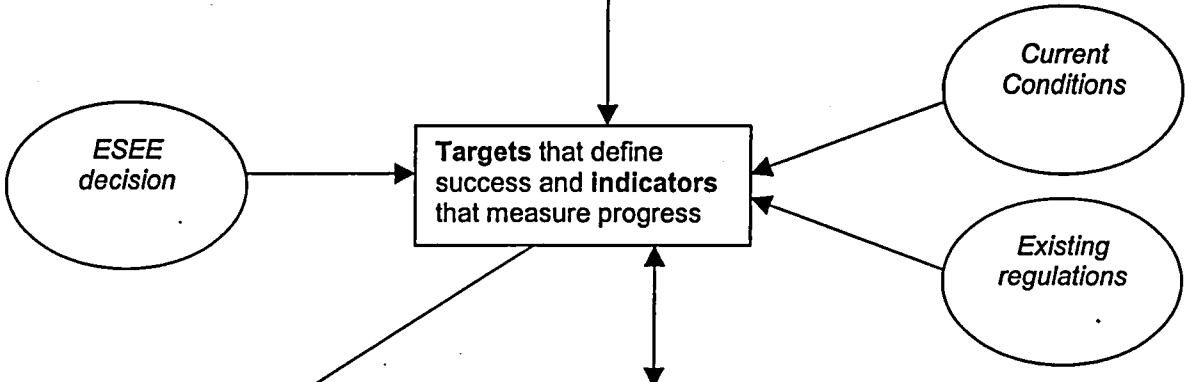 Current
Conditions
ESEE
decision
Targets that define
success and indicators
that measure progress
Existing
regulations